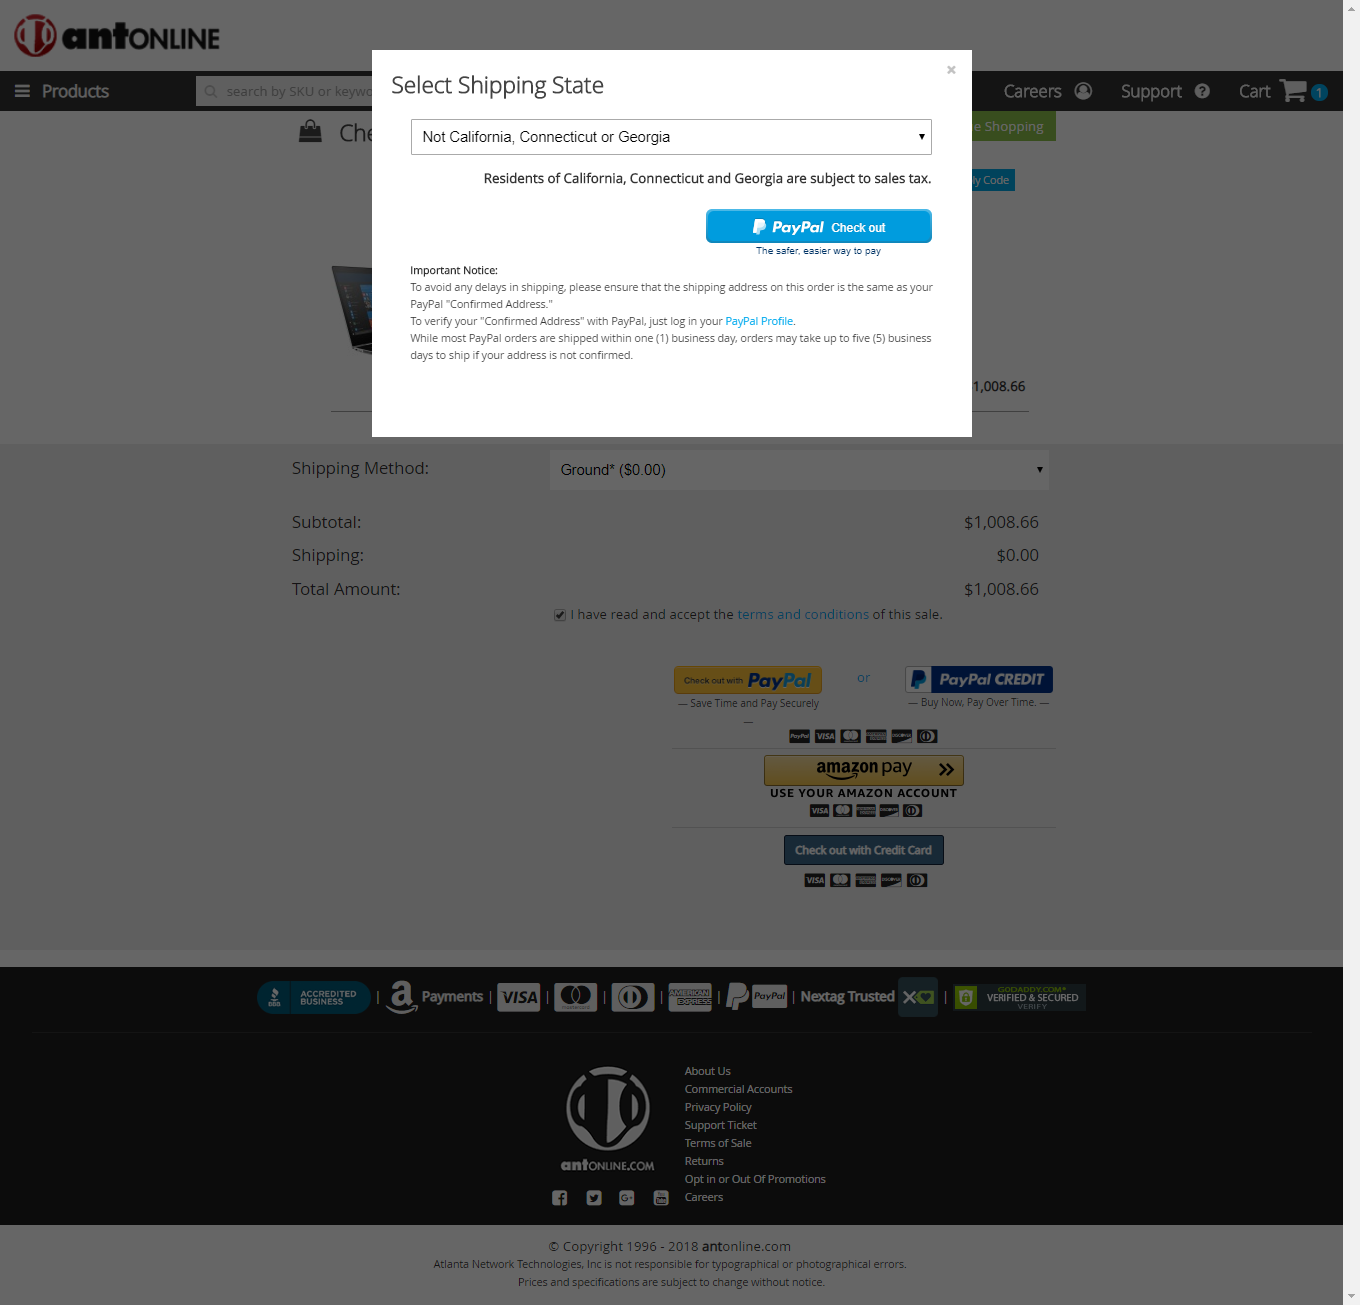 antONLINE
Products
search by SKU or keywo
Careers
Support
Cart
1
Select Shipping State
Not California, Connecticut or Georgia
Residents of California, Connecticut and Georgia are subject to sales tax.
PayPal Check out
The safer, easier way to pay
Important Notice:
To avoid any delays in shipping, please ensure that the shipping address on this order is the same as your
PayPal "Confirmed Address."
To verify your "Confirmed Address" with PayPal, just log in your PayPal Profile.
While most PayPal orders are shipped within one (1) business day, orders may take up to five (5) business
days to ship if your address is not confirmed.
Che
e Shopping
ly Code
1,008.66
Shipping Method:
Ground* ($0.00)
Subtotal:
$1,008.66
Shipping:
$0.00
Total Amount:
$1,008.66
I have read and accept the terms and conditions of this sale.
Check out with PayPal
or
PayPal CREDIT
— Save Time and Pay Securely
—
— Buy Now, Pay Over Time. —
PayPal VISA
amazon pay
USE YOUR AMAZON ACCOUNT
VISA
Check out with Credit Card
VISA
BBB
ACCREDITED
BUSINESS
| a Payments | VISA | mastercard | | AMERICAN EXPRESS | PayPal | Nextag Trusted | GODADDY.COM®
VERIFIED & SECURED
VERIFY
About Us
Commercial Accounts
Privacy Policy
Support Ticket
Terms of Sale
Returns
Opt in or Out Of Promotions
Careers
antONLINE.COM
© Copyright 1996 - 2018 antonline.com
Atlanta Network Technologies, Inc is not responsible for typographical or photographical errors.
Prices and specifications are subject to change without notice.